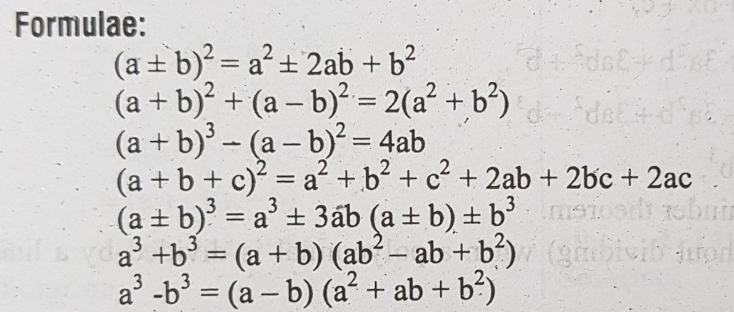 Formulae:
(a ± b)² = a² ± 2ab + b²
(a + b)² + (a – b)² = 2(a² + b²)
(a + b)³ – (a – b)² = 4ab
(a + b + c)² = a² + b² + c² + 2ab + 2bc + 2ac
(a ± b)³ = a³ ± 3ab (a ± b) ± b³
a³ +b³ = (a + b) (ab² – ab + b²)
a³ -b³ = (a – b) (a² + ab + b²)